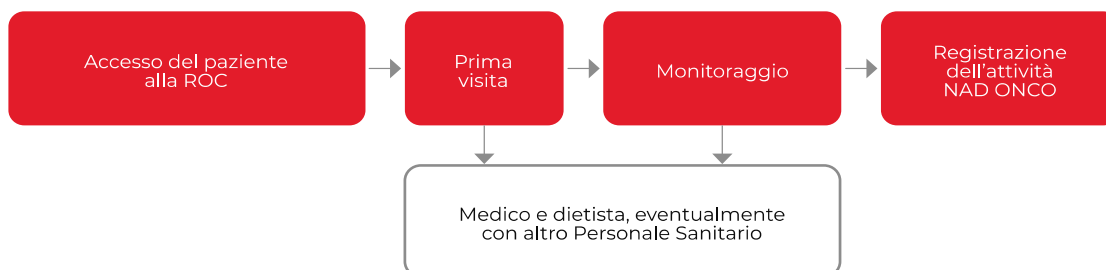 Accesso del paziente
alla ROC
Prima
visita
Monitoraggio
Registrazione
dell'attività
NAD ONCO
Medico e dietista, eventualmente
con altro Personale Sanitario